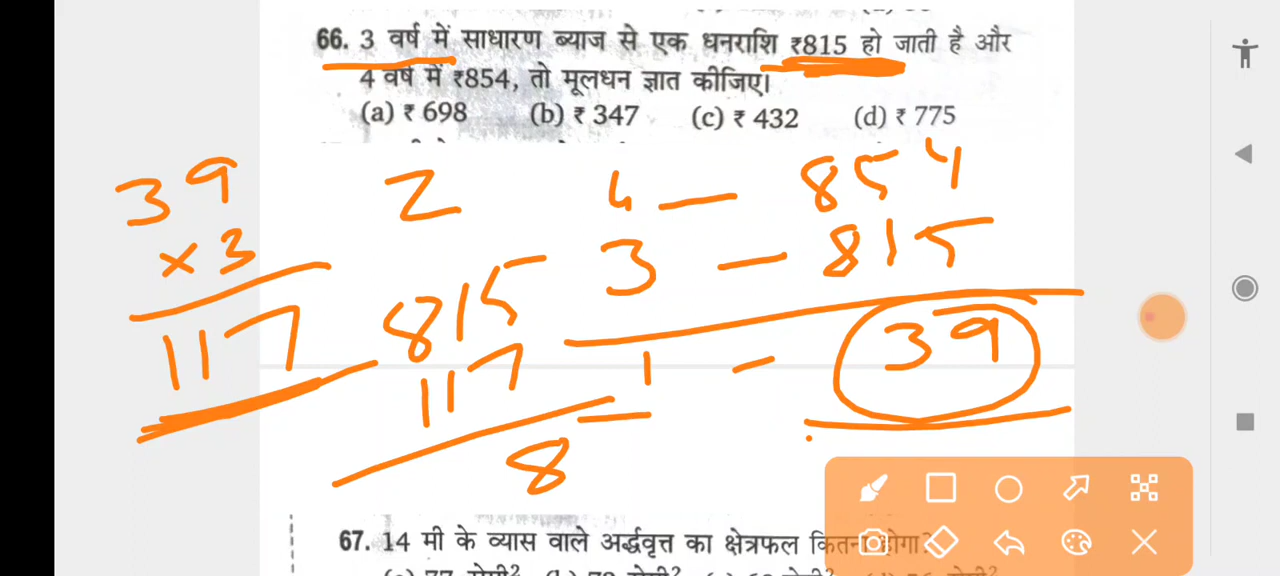 66. 3 वर्ष में साधारण ब्याज से एक धनराशि ₹815 हो जाती है और
4 वर्ष में ₹854, तो मूलधन ज्ञात कीजिए।
(a) ₹ 698 (b) ₹ 347 (c) ₹ 432 (d) ₹ 775
39
× 3
117
2
815
117
8
4 — 854
3 — 815
1 — 39
67. 14 मी के व्यास वाले अर्द्धवृत्त का क्षेत्रफल कितना होगा?